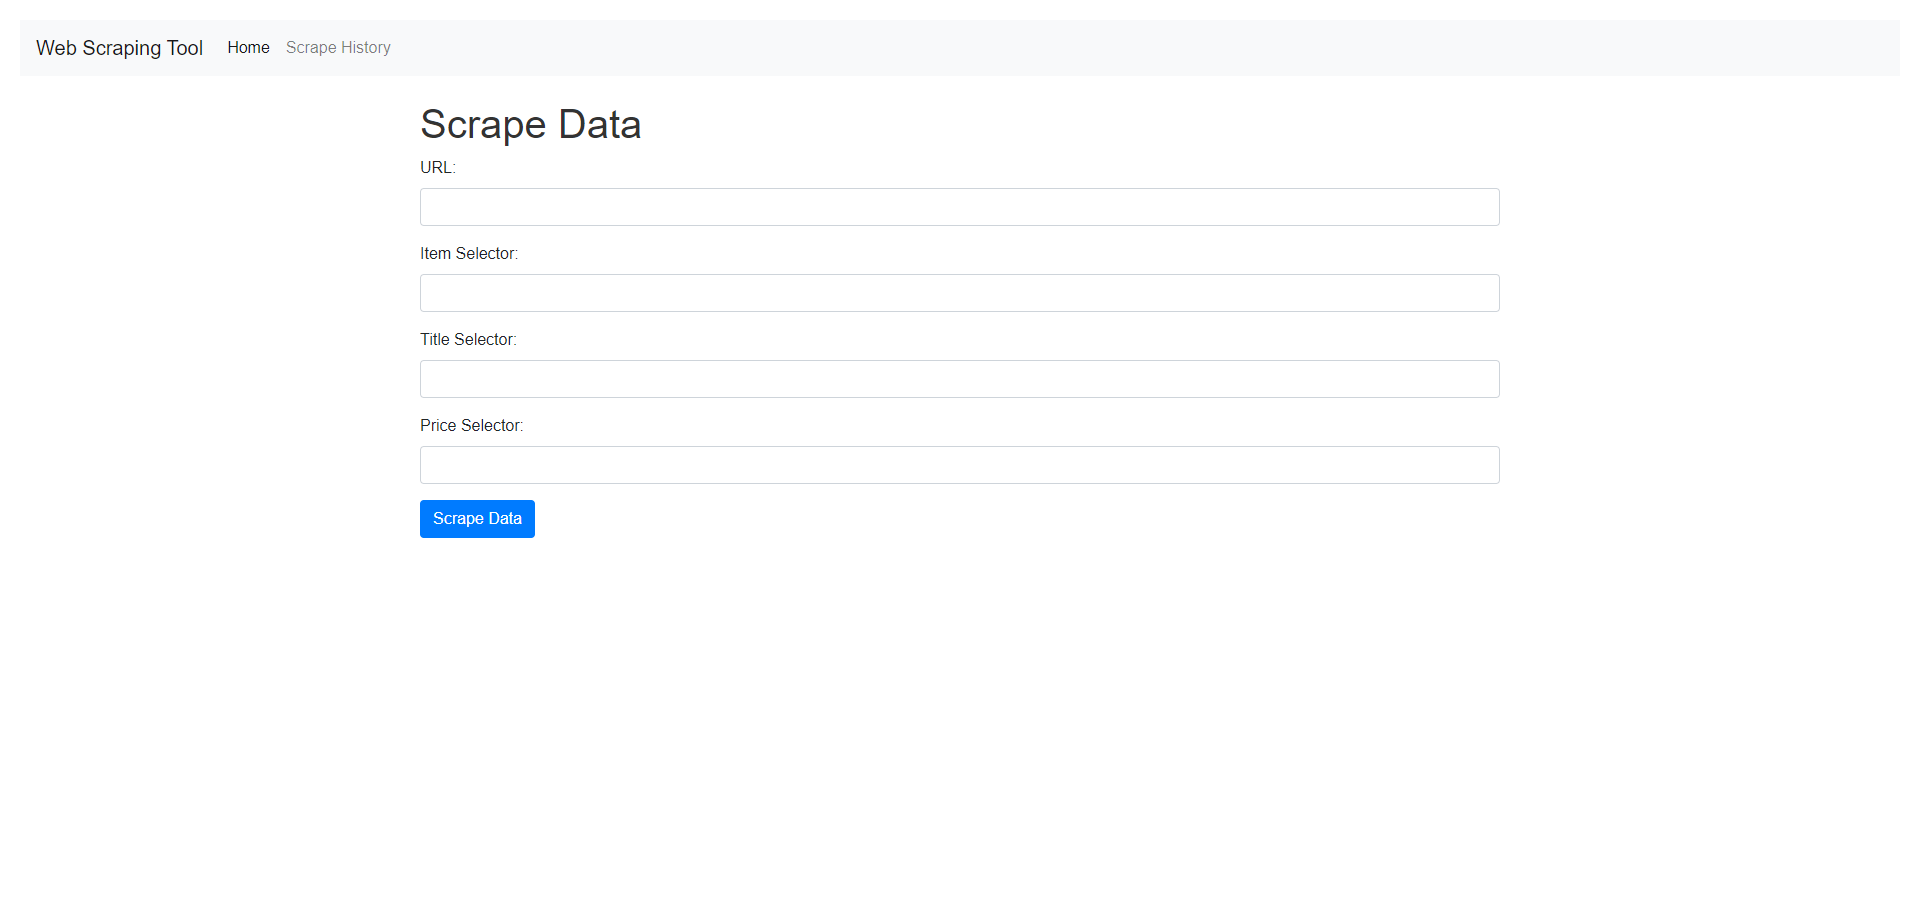 Web Scraping Tool Home Scrape History
Scrape Data
URL:
Item Selector:
Title Selector:
Price Selector:
Scrape Data